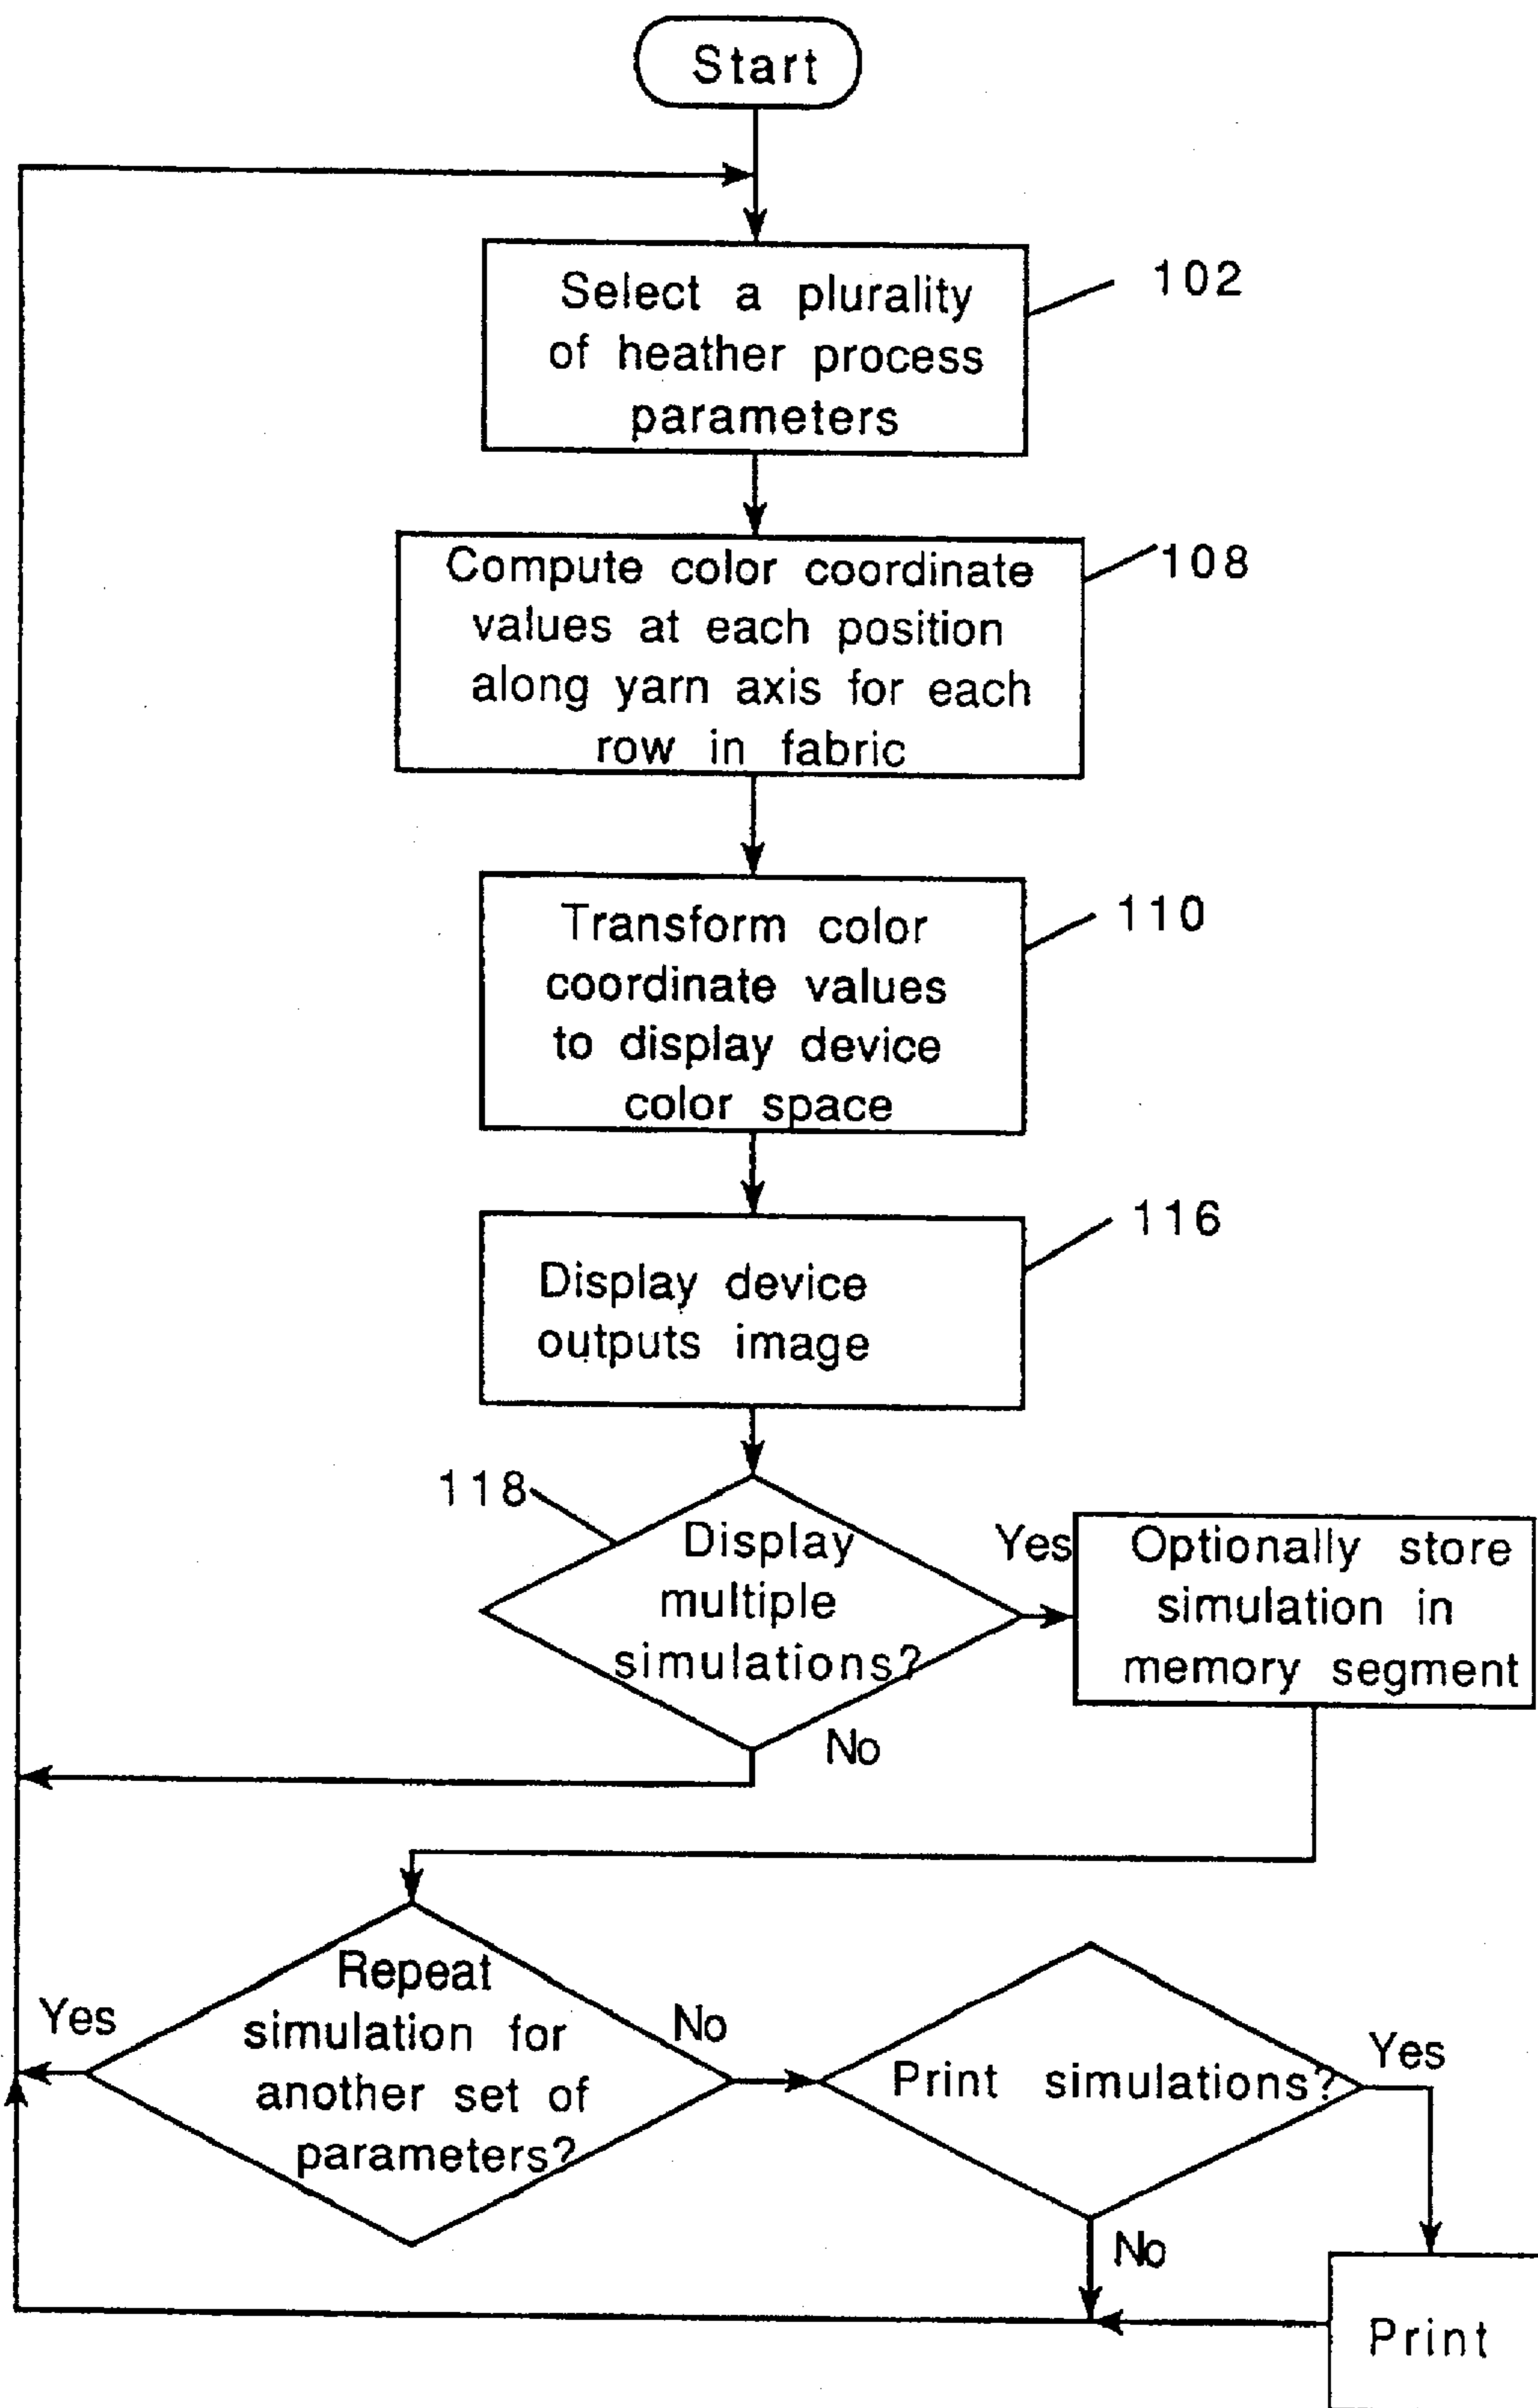 Start
Select a plurality
of heather process
parameters
102
Compute color coordinate
values at each position
along yarn axis for each
row in fabric
108
Transform color
coordinate values
to display device
color space
110
Display device
outputs image
116
118
Display
multiple
simulations?
Yes
No
Optionally store
simulation in
memory segment
Repeat
simulation for
another set of
parameters?
Yes
No
Print simulations?
Yes
No
Print